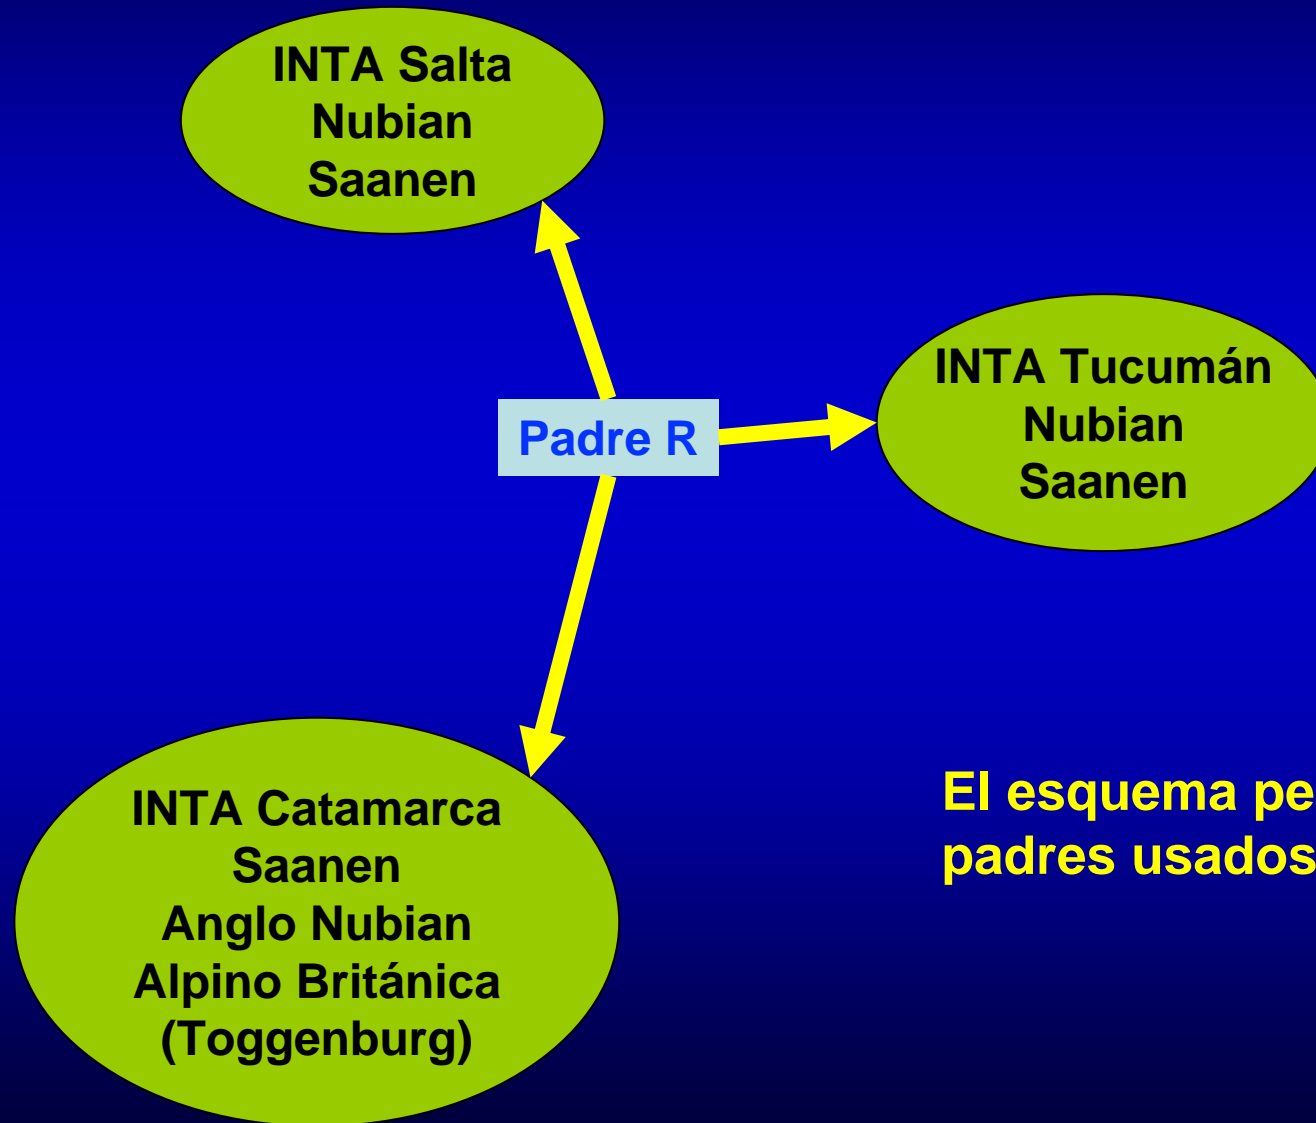 INTA Salta
Nubian
Saanen
Padre R
INTA Tucumán
Nubian
Saanen
INTA Catamarca
Saanen
Anglo Nubian
Alpino Británica
(Toggenburg)
El esquema pe
padres usados